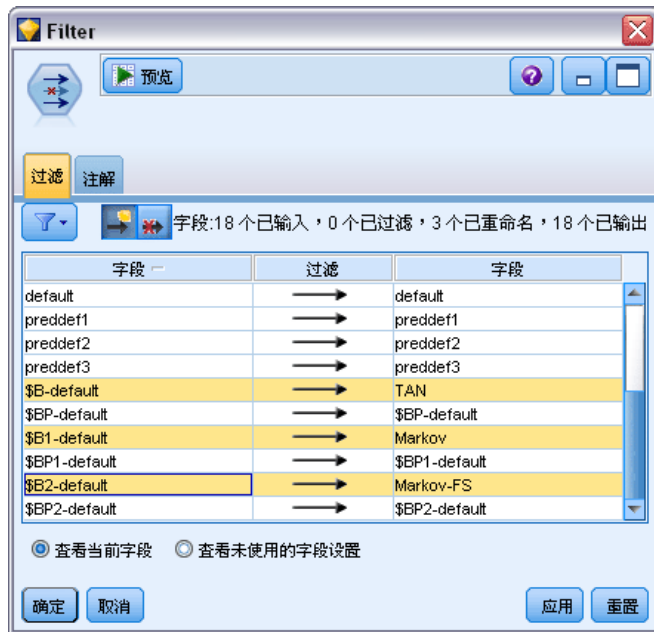 Filter
预览
过滤 注解
字段:18个已输入，0个已过滤，3个已重命名，18个已输出
字段 过滤 字段
default default
preddef1 preddef1
preddef2 preddef2
preddef3 preddef3
$B-default TAN
$BP-default $BP-default
$B1-default Markov
$BP1-default $BP1-default
$B2-default Markov-FS
$BP2-default $BP2-default
查看当前字段 查看未使用的字段设置
确定 取消 应用 重置